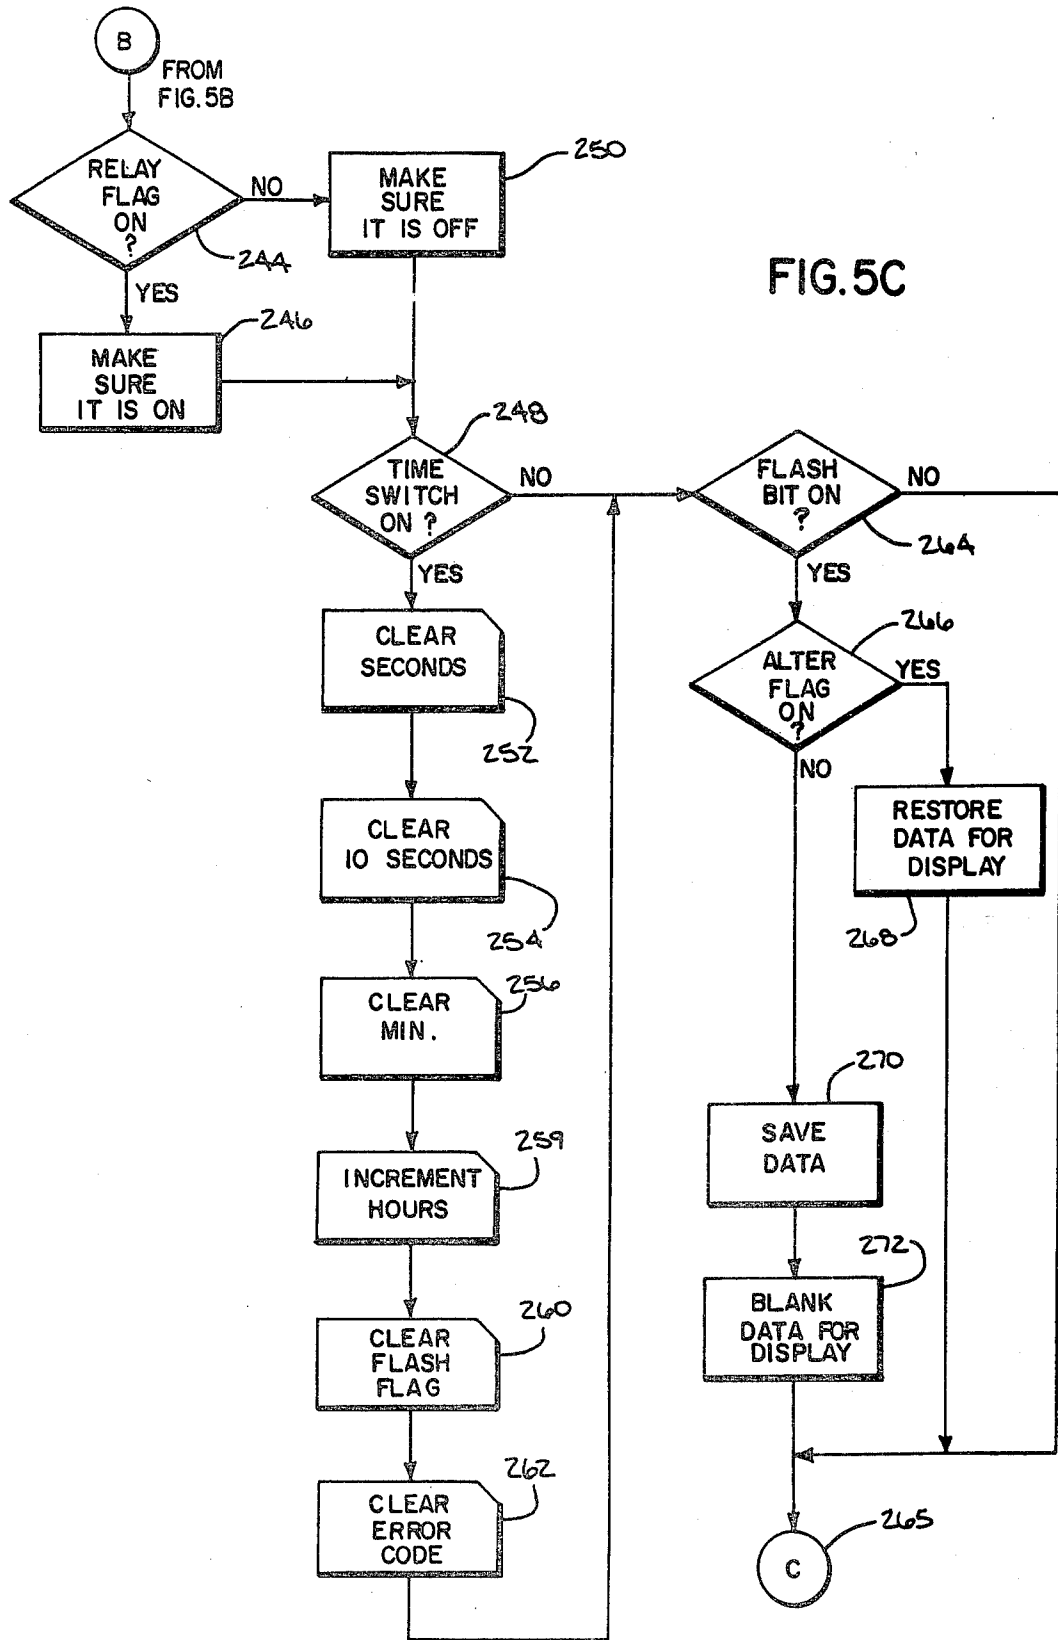 B
FROM
FIG. 5B
RELAY
FLAG
ON
?
NO
244
YES
MAKE
SURE
IT IS OFF
250
FIG. 5C
MAKE
SURE
IT IS ON
246
TIME
SWITCH
ON ?
248
NO
YES
FLASH
BIT ON
?
NO
264
YES
CLEAR
SECONDS
252
ALTER
FLAG
ON
?
266
YES
NO
CLEAR
10 SECONDS
254
RESTORE
DATA FOR
DISPLAY
268
CLEAR
MIN.
256
SAVE
DATA
270
INCREMENT
HOURS
259
BLANK
DATA FOR
DISPLAY
272
CLEAR
FLASH
FLAG
260
CLEAR
ERROR
CODE
262
C
265